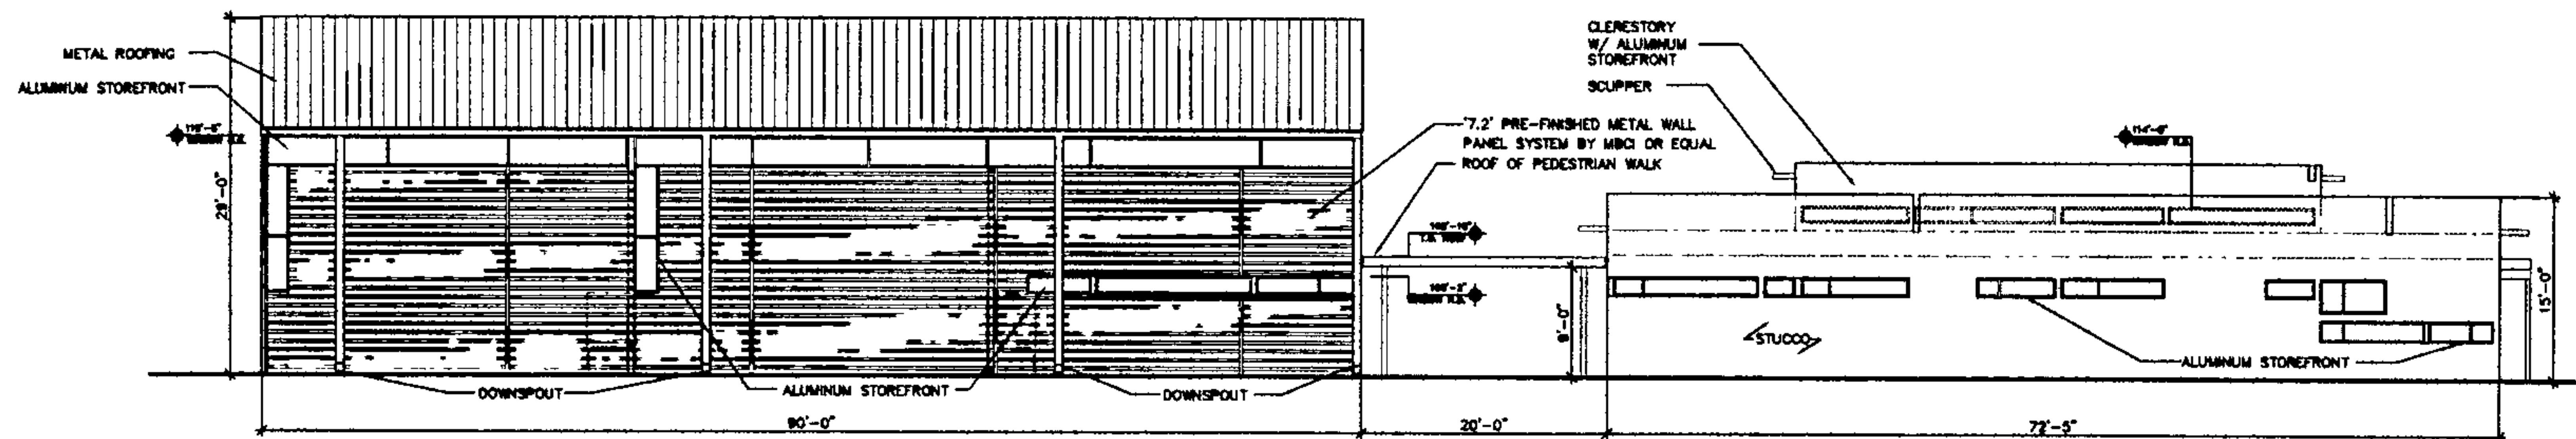 METAL ROOFING
ALUMINUM STOREFRONT
29'-0"
DOWNSPOUT
ALUMINUM STOREFRONT
DOWNSPOUT
90'-0"
CLERESTORY
W/ ALUMINUM
STOREFRONT
SCUPPER
'7.2' PRE-FINISHED METAL WALL
PANEL SYSTEM BY MBCI OR EQUAL
ROOF OF PEDESTRIAN WALK
9'-0"
20'-0"
STUCCO
ALUMINUM STOREFRONT
15'-0"
72'-5"